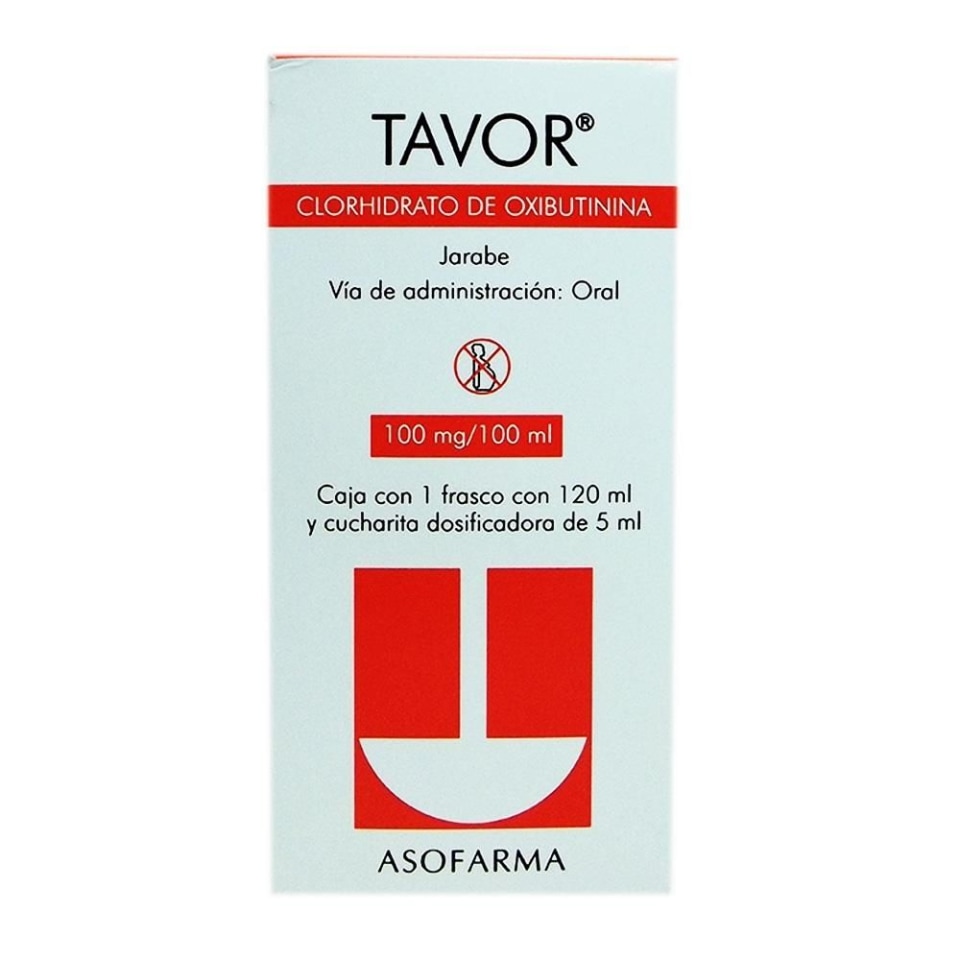 TAVOR®
CLORHIDRATO DE OXIBUTININA
Jarabe
Vía de administración: Oral
100 mg/100 ml
Caja con 1 frasco con 120 ml
y cucharita dosificadora de 5 ml
ASOFARMA